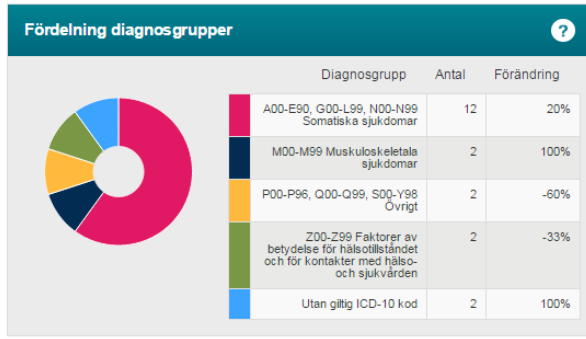 Fördelning diagnosgrupper
?
Diagnosgrupp Antal Förändring
A00-E90, G00-L99, N00-N99 12 20%
Somatiska sjukdomar
M00-M99 Muskuloskeletala 2 100%
sjukdomar
P00-P96, Q00-Q99, S00-Y98 2 -60%
Övrigt
Z00-Z99 Faktorer av 2 -33%
betydelse för hälsotillståndet
och för kontakter med hälso-
och sjukvården
Utan giltig ICD-10 kod 2 100%